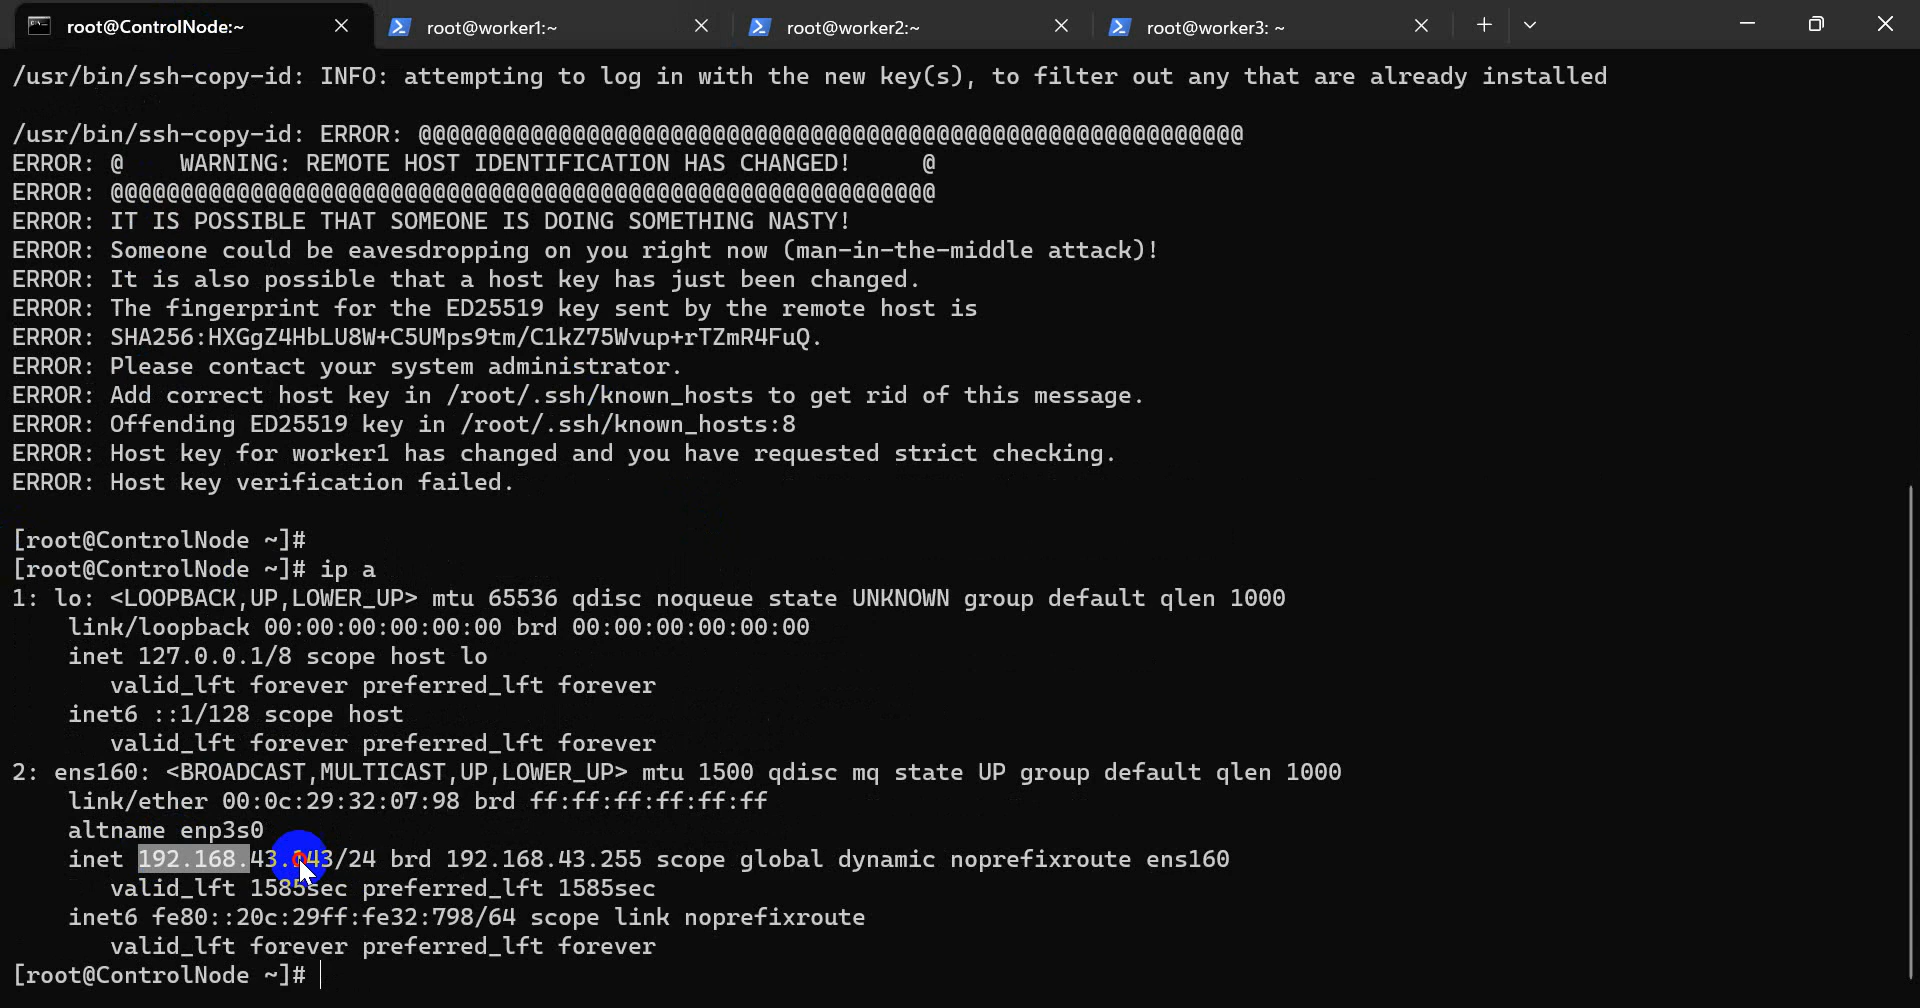 root@ControlNode:~
root@worker1:~
root@worker2:~
root@worker3: ~
/usr/bin/ssh-copy-id: INFO: attempting to log in with the new key(s), to filter out any that are already installed
/usr/bin/ssh-copy-id: ERROR: @@@@@@@@@@@@@@@@@@@@@@@@@@@@@@@@@@@@@@@@@@@@@@@@@@@@@@@@@@@
ERROR: @    WARNING: REMOTE HOST IDENTIFICATION HAS CHANGED!     @
ERROR: @@@@@@@@@@@@@@@@@@@@@@@@@@@@@@@@@@@@@@@@@@@@@@@@@@@@@@@@@@@
ERROR: IT IS POSSIBLE THAT SOMEONE IS DOING SOMETHING NASTY!
ERROR: Someone could be eavesdropping on you right now (man-in-the-middle attack)!
ERROR: It is also possible that a host key has just been changed.
ERROR: The fingerprint for the ED25519 key sent by the remote host is
ERROR: SHA256:HXGgZ4HbLU8W+C5UMps9tm/C1kZ75Wvup+rTZmR4FuQ.
ERROR: Please contact your system administrator.
ERROR: Add correct host key in /root/.ssh/known_hosts to get rid of this message.
ERROR: Offending ED25519 key in /root/.ssh/known_hosts:8
ERROR: Host key for worker1 has changed and you have requested strict checking.
ERROR: Host key verification failed.
[root@ControlNode ~]#
[root@ControlNode ~]# ip a
1: lo: <LOOPBACK,UP,LOWER_UP> mtu 65536 qdisc noqueue state UNKNOWN group default qlen 1000
    link/loopback 00:00:00:00:00:00 brd 00:00:00:00:00:00
    inet 127.0.0.1/8 scope host lo
       valid_lft forever preferred_lft forever
    inet6 ::1/128 scope host
       valid_lft forever preferred_lft forever
2: ens160: <BROADCAST,MULTICAST,UP,LOWER_UP> mtu 1500 qdisc mq state UP group default qlen 1000
    link/ether 00:0c:29:32:07:98 brd ff:ff:ff:ff:ff:ff
    altname enp3s0
    inet 192.168.43.143/24 brd 192.168.43.255 scope global dynamic noprefixroute ens160
       valid_lft 1585sec preferred_lft 1585sec
    inet6 fe80::20c:29ff:fe32:798/64 scope link noprefixroute
       valid_lft forever preferred_lft forever
[root@ControlNode ~]#